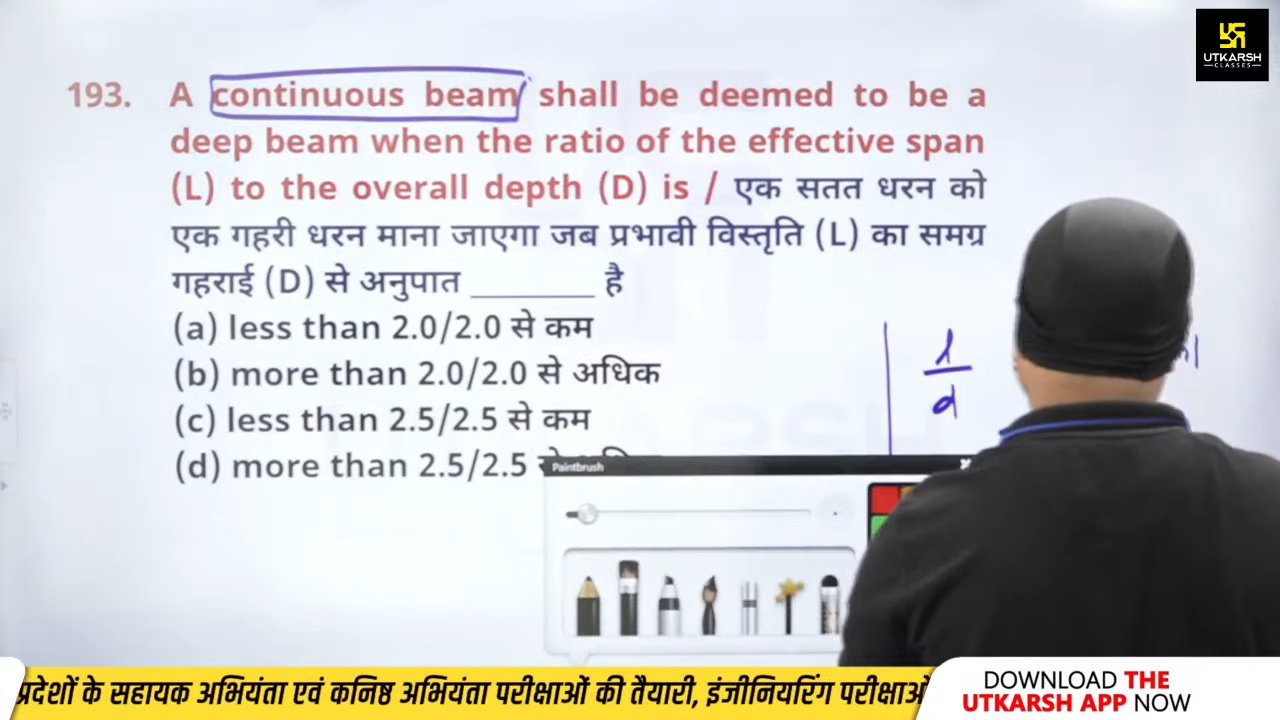 UTKARSH
CLASSES
193. A continuous beam shall be deemed to be a
deep beam when the ratio of the effective span
(L) to the overall depth (D) is / एक सतत धरन को
एक गहरी धरन माना जाएगा जब प्रभावी विस्तृति (L) का समग्र
गहराई (D) से अनुपात ________ है
(a) less than 2.0/2.0 से कम
(b) more than 2.0/2.0 से अधिक
(c) less than 2.5/2.5 से कम
(d) more than 2.5/2.5
l
d
Paintbrush
प्रदेशों के सहायक अभियंता एवं कनिष्ठ अभियंता परीक्षाओं की तैयारी, इंजीनियरिंग
DOWNLOAD THE
UTKARSH APP NOW